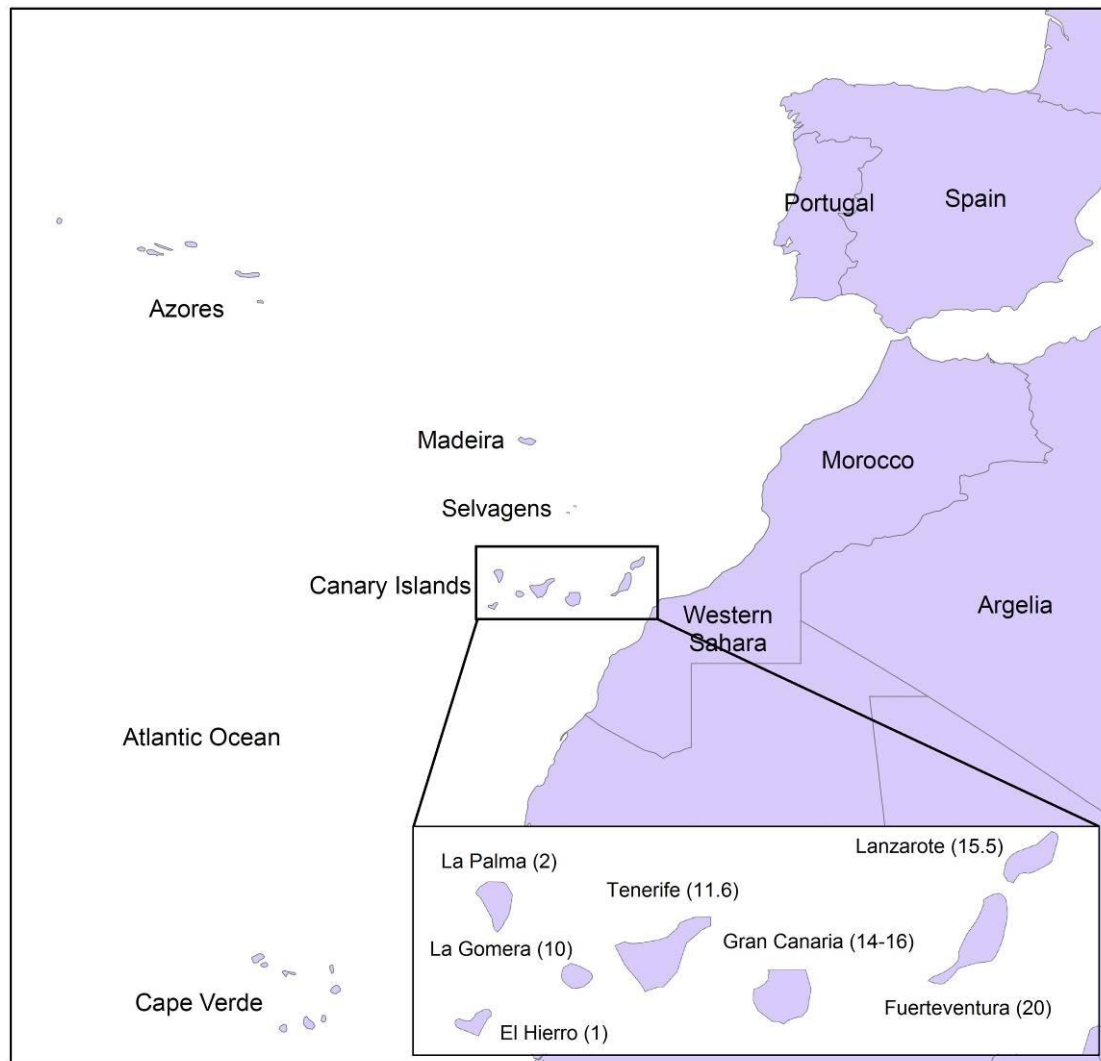 Portugal
Spain
Azores
Madeira
Morocco
Selvagens
Canary Islands
Western
Sahara
Argelia
Atlantic Ocean
Cape Verde
Lanzarote (15.5)
La Palma (2)
Tenerife (11.6)
La Gomera (10)
Gran Canaria (14-16)
Fuerteventura (20)
El Hierro (1)